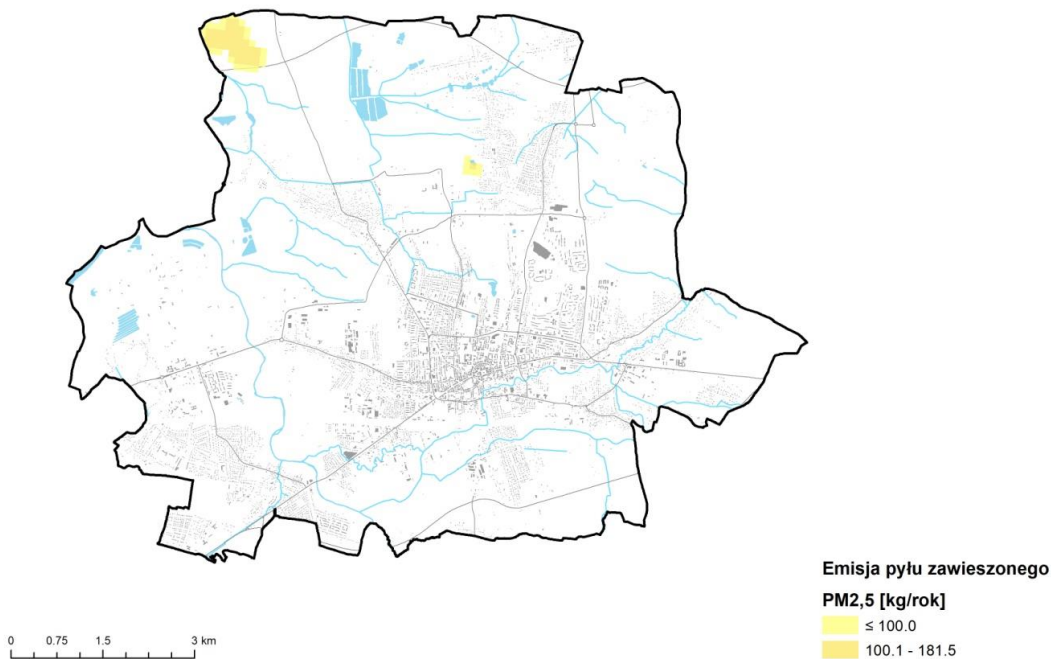 Emisja pyłu zawieszonego
PM2,5 [kg/rok]
≤ 100.0
100.1 - 181.5
0 0.75 1.5 3 km